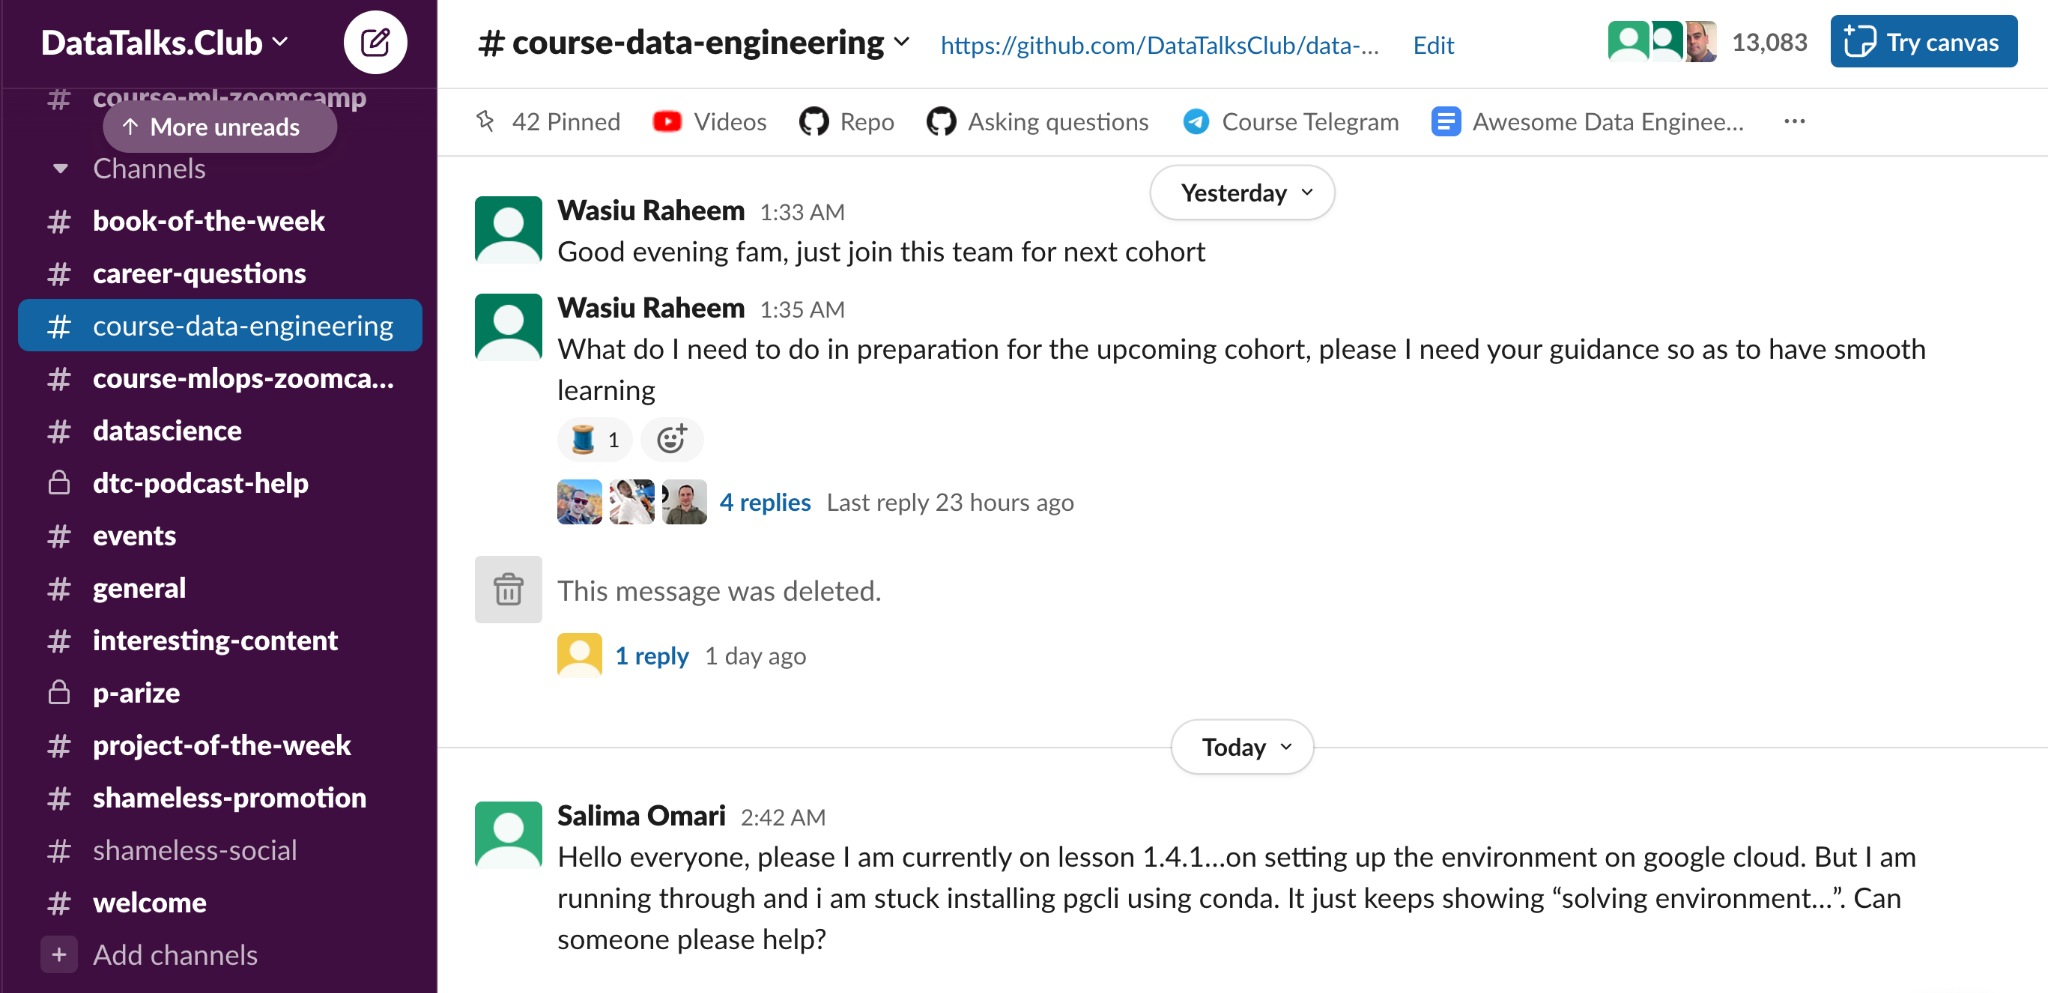 DataTalks.Club
course-ml-zoomcamp
↑ More unreads
Channels
# book-of-the-week
# career-questions
# course-data-engineering
# course-mlops-zoomca...
# datascience
dtc-podcast-help
# events
# general
# interesting-content
p-arize
# project-of-the-week
# shameless-promotion
# shameless-social
# welcome
+ Add channels
# course-data-engineering
https://github.com/DataTalksClub/data-...
Edit
13,083
Try canvas
42 Pinned
Videos
Repo
Asking questions
Course Telegram
Awesome Data Enginee...
...
Yesterday
Wasiu Raheem 1:33 AM
Good evening fam, just join this team for next cohort
Wasiu Raheem 1:35 AM
What do I need to do in preparation for the upcoming cohort, please I need your guidance so as to have smooth
learning
1
4 replies Last reply 23 hours ago
This message was deleted.
1 reply 1 day ago
Today
Salima Omari 2:42 AM
Hello everyone, please I am currently on lesson 1.4.1...on setting up the environment on google cloud. But I am
running through and i am stuck installing pgcli using conda. It just keeps showing “solving environment...”. Can
someone please help?